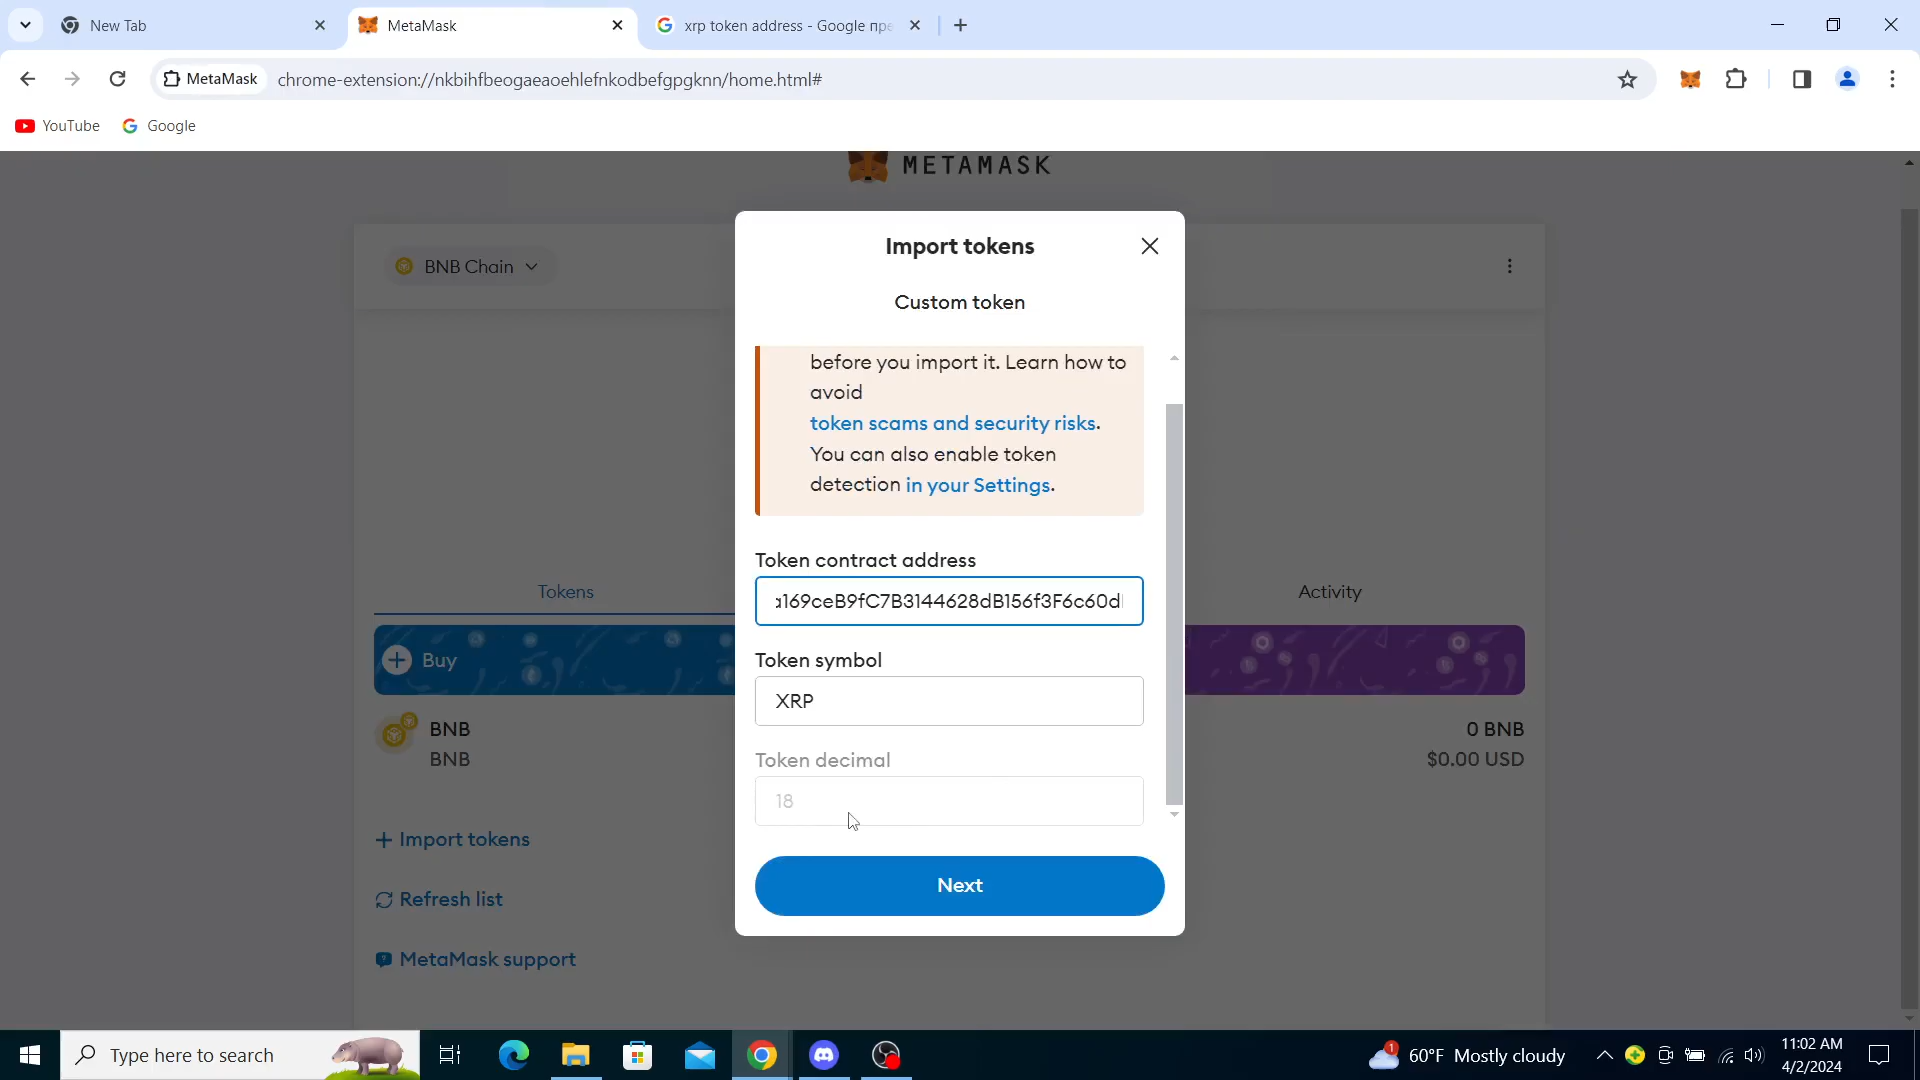 New Tab
MetaMask
xrp token address - Google пре
MetaMask
chrome-extension://nkbihfbeogaeaoehlefnkodbefgpgknn/home.html#
YouTube
Google
METAMASK
BNB Chain
Import tokens
Custom token
before you import it. Learn how to
avoid
token scams and security risks.
You can also enable token
detection in your Settings.
Token contract address
a169ceB9fC7B3144628dB156f3F6c60d
Token symbol
XRP
Token decimal
18
Next
Tokens
Activity
Buy
BNB
BNB
0 BNB
$0.00 USD
Import tokens
Refresh list
MetaMask support
Type here to search
1
60°F Mostly cloudy
11:02 AM
4/2/2024